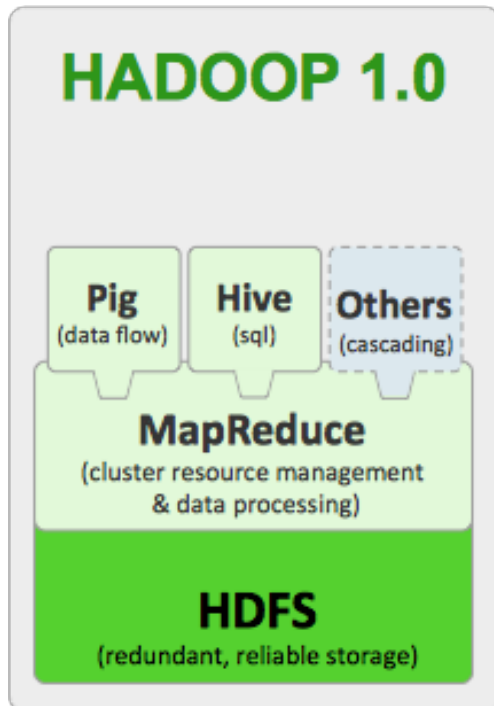 HADOOP 1.0
Pig
(data flow)
Hive
(sql)
Others
(cascading)
MapReduce
(cluster resource management
& data processing)
HDFS
(redundant, reliable storage)